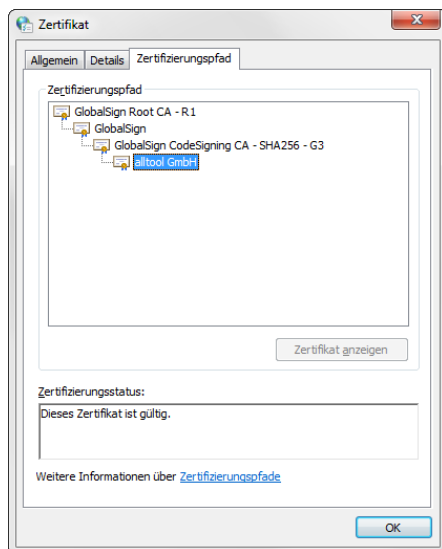 Zertifikat
Allgemein Details Zertifizierungspfad
Zertifizierungspfad
GlobalSign Root CA - R1
GlobalSign
GlobalSign CodeSigning CA - SHA256 - G3
alltool GmbH
Zertifikat anzeigen
Zertifizierungsstatus:
Dieses Zertifikat ist gültig.
Weitere Informationen über Zertifizierungspfade
OK